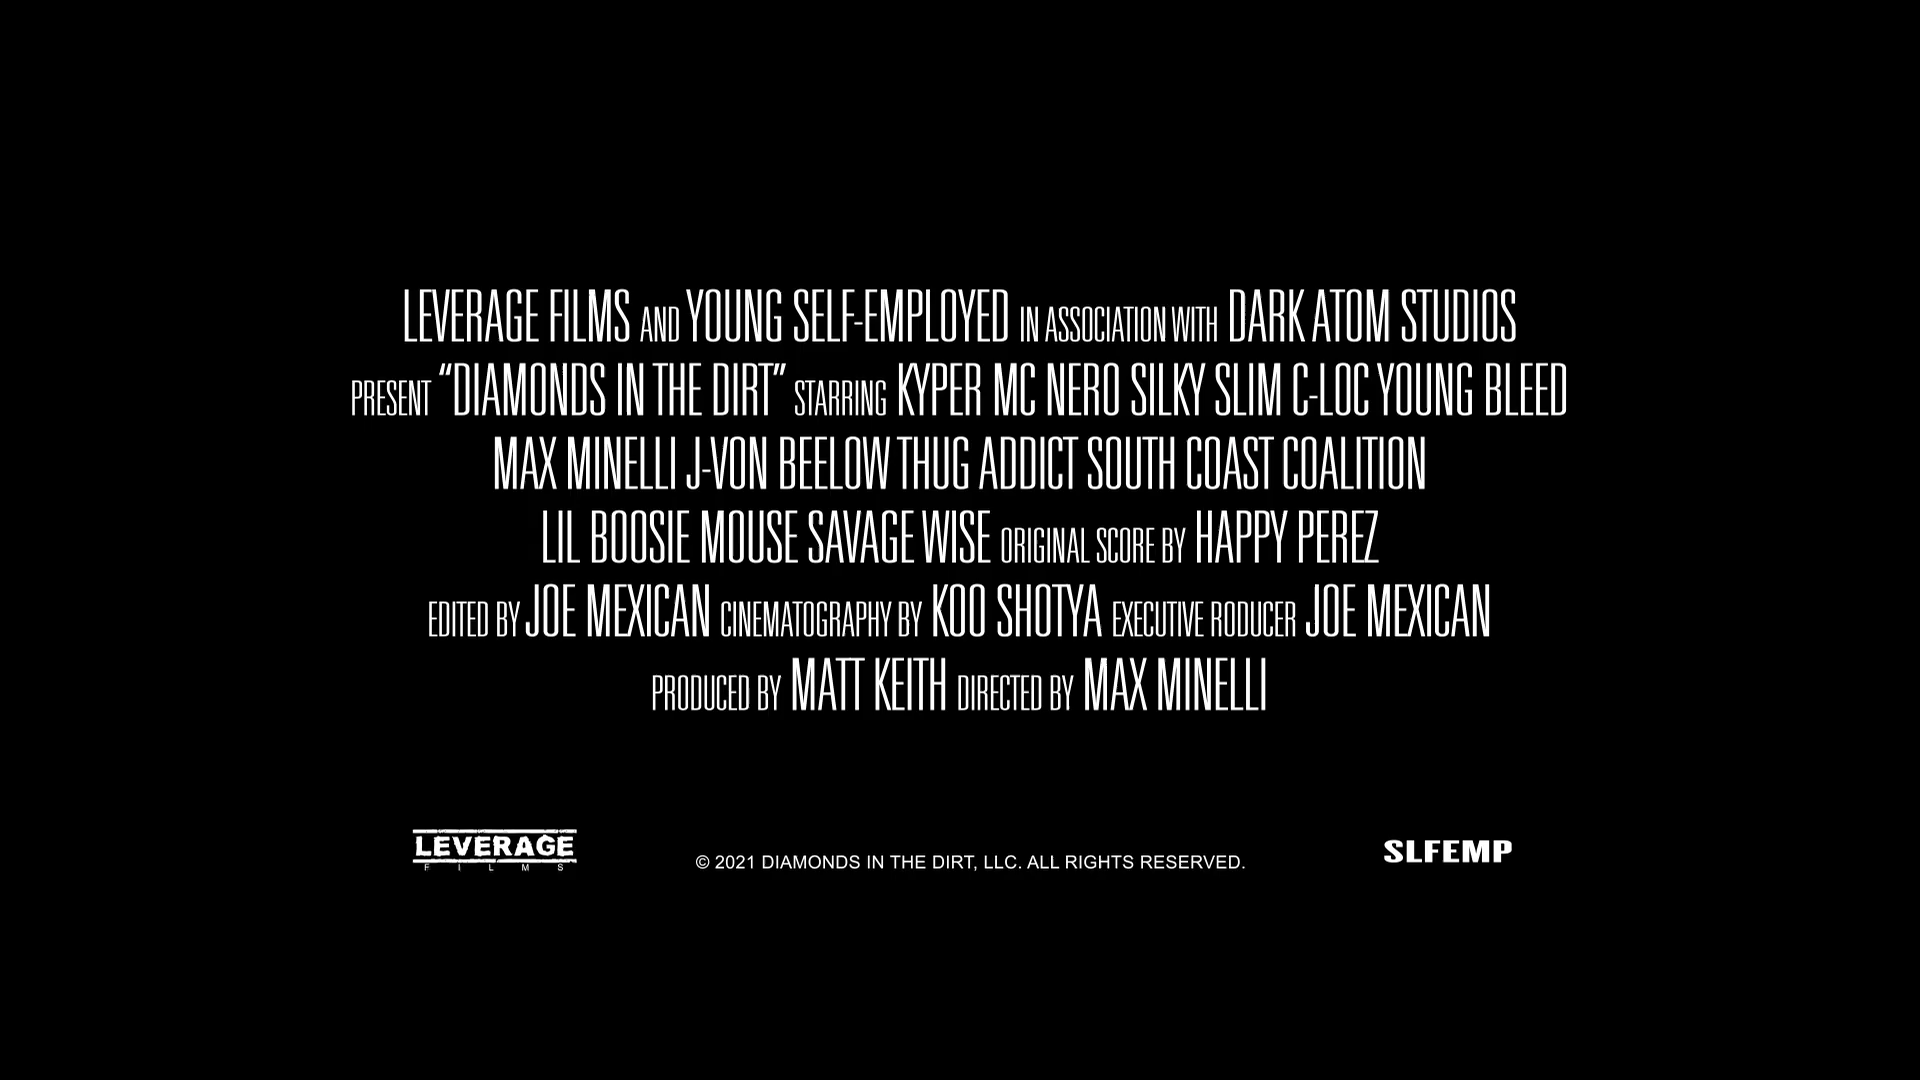 LEVERAGE FILMS AND YOUNG SELF-EMPLOYED IN ASSOCIATION WITH DARK ATOM STUDIOS
PRESENT “DIAMONDS IN THE DIRT” STARRING KYPER MC NERO SILKY SLIM C-LOC YOUNG BLEED
MAX MINELLI J-VON BEELOW THUG ADDICT SOUTH COAST COALITION
LIL BOOSIE MOUSE SAVAGE WISE ORIGINAL SCORE BY HAPPY PEREZ
EDITED BY JOE MEXICAN CINEMATOGRAPHY BY KOO SHOTYA EXECUTIVE RODUCER JOE MEXICAN
PRODUCED BY MATT KEITH DIRECTED BY MAX MINELLI
LEVERAGE
FILMS
© 2021 DIAMONDS IN THE DIRT, LLC. ALL RIGHTS RESERVED.
SLFEMP